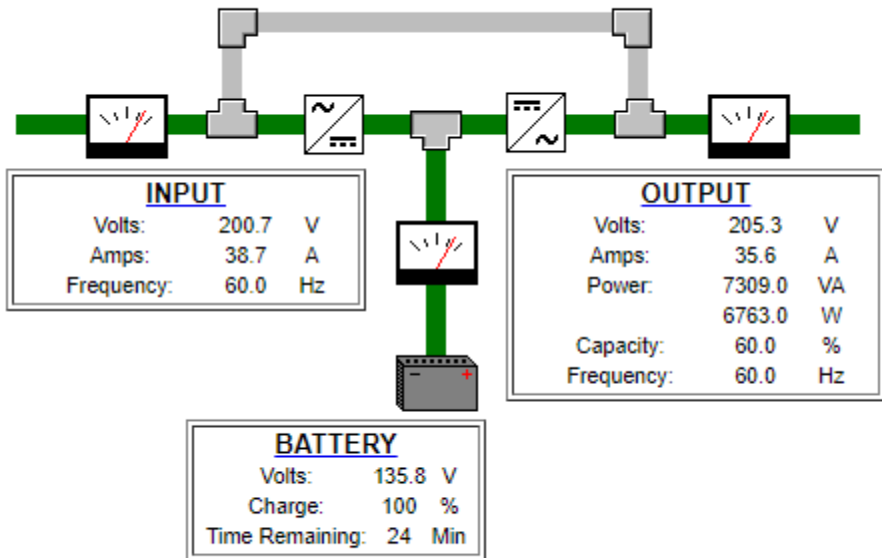 INPUT
Volts: 200.7 V
Amps: 38.7 A
Frequency: 60.0 Hz
OUTPUT
Volts: 205.3 V
Amps: 35.6 A
Power: 7309.0 VA
6763.0 W
Capacity: 60.0 %
Frequency: 60.0 Hz
BATTERY
Volts: 135.8 V
Charge: 100 %
Time Remaining: 24 Min